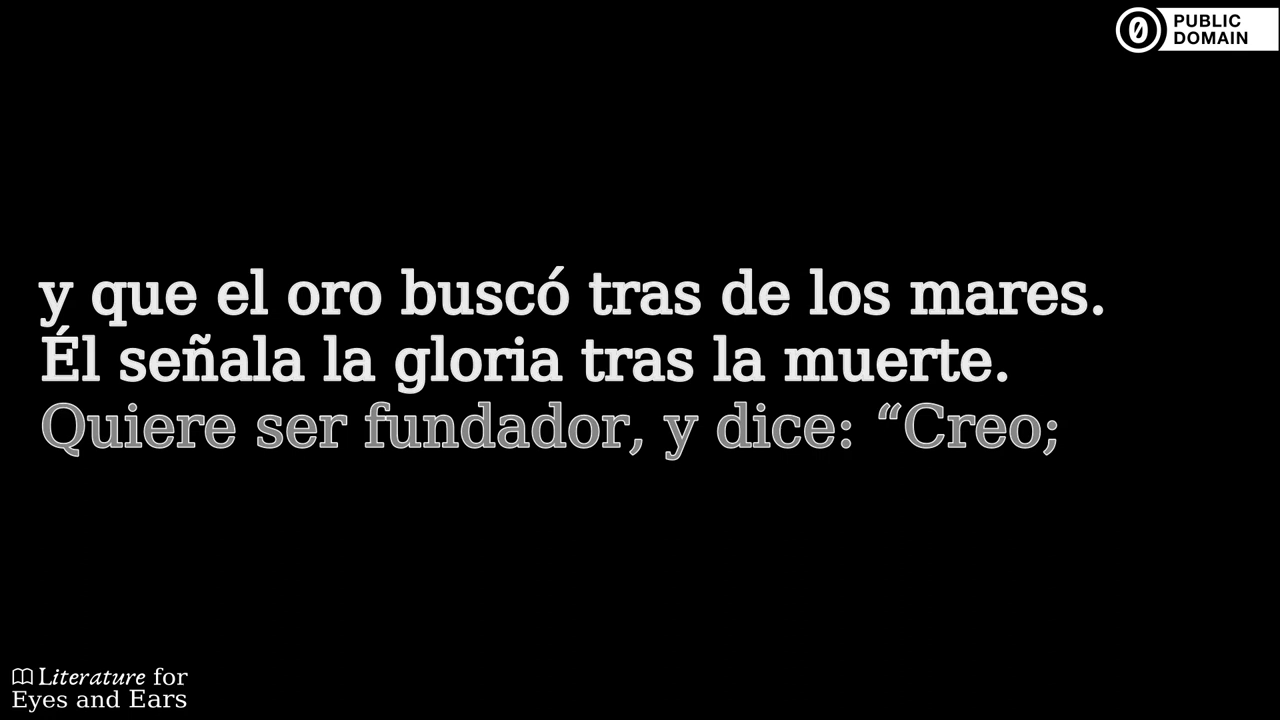 PUBLIC
DOMAIN
y que el oro buscó tras de los mares.
Él señala la gloria tras la muerte.
Quiere ser fundador, y dice: “Creo;
Literature for
Eyes and Ears